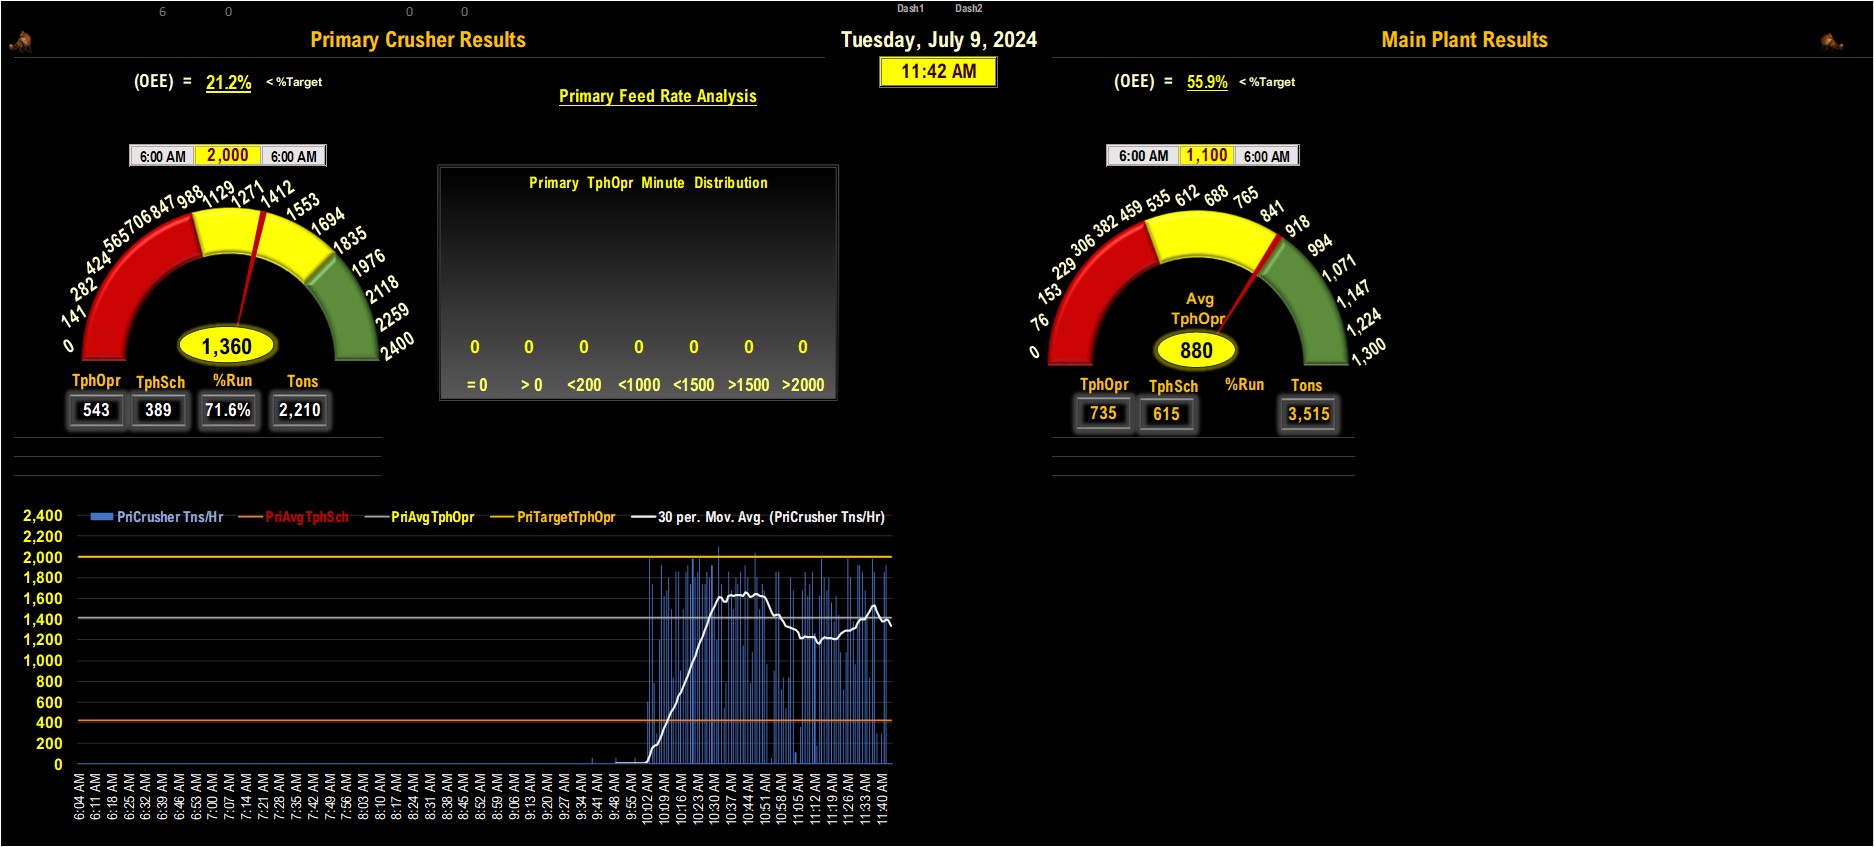 6 0 0 0 Dash1 Dash2
Primary Crusher Results
Tuesday, July 9, 2024
Main Plant Results
11:42 AM
(OEE) = 21.2% < %Target
(OEE) = 55.9% < %Target
Primary Feed Rate Analysis
6:00 AM 2,000 6:00 AM
0 141 282 424 565 706 847 988 1129 1271 1412 1553 1694 1835 1976 2118 2259 2400
1,360
TphOpr TphSch %Run Tons
543 389 71.6% 2,210
Primary TphOpr Minute Distribution
0 0 0 0 0 0 0
= 0 > 0 <200 <1000 <1500 >1500 >2000
6:00 AM 1,100 6:00 AM
0 76 153 229 306 382 459 535 612 688 765 841 918 994 1,071 1,147 1,224 1,300
Avg
TphOpr
880
TphOpr TphSch %Run Tons
735 615 3,515
PriCrusher Tns/Hr PriAvgTphSch PriAvgTphOpr PriTargetTphOpr 30 per. Mov. Avg. (PriCrusher Tns/Hr)
2,400
2,200
2,000
1,800
1,600
1,400
1,200
1,000
800
600
400
200
0
6:04 AM 6:11 AM 6:18 AM 6:25 AM 6:32 AM 6:39 AM 6:46 AM 6:53 AM 7:00 AM 7:07 AM 7:14 AM 7:21 AM 7:28 AM 7:35 AM 7:42 AM 7:49 AM 7:56 AM 8:03 AM 8:10 AM 8:17 AM 8:24 AM 8:31 AM 8:38 AM 8:45 AM 8:52 AM 8:59 AM 9:06 AM 9:13 AM 9:20 AM 9:27 AM 9:34 AM 9:41 AM 9:48 AM 9:55 AM 10:02 AM 10:09 AM 10:16 AM 10:23 AM 10:30 AM 10:37 AM 10:44 AM 10:51 AM 10:58 AM 11:05 AM 11:12 AM 11:19 AM 11:26 AM 11:33 AM 11:40 AM